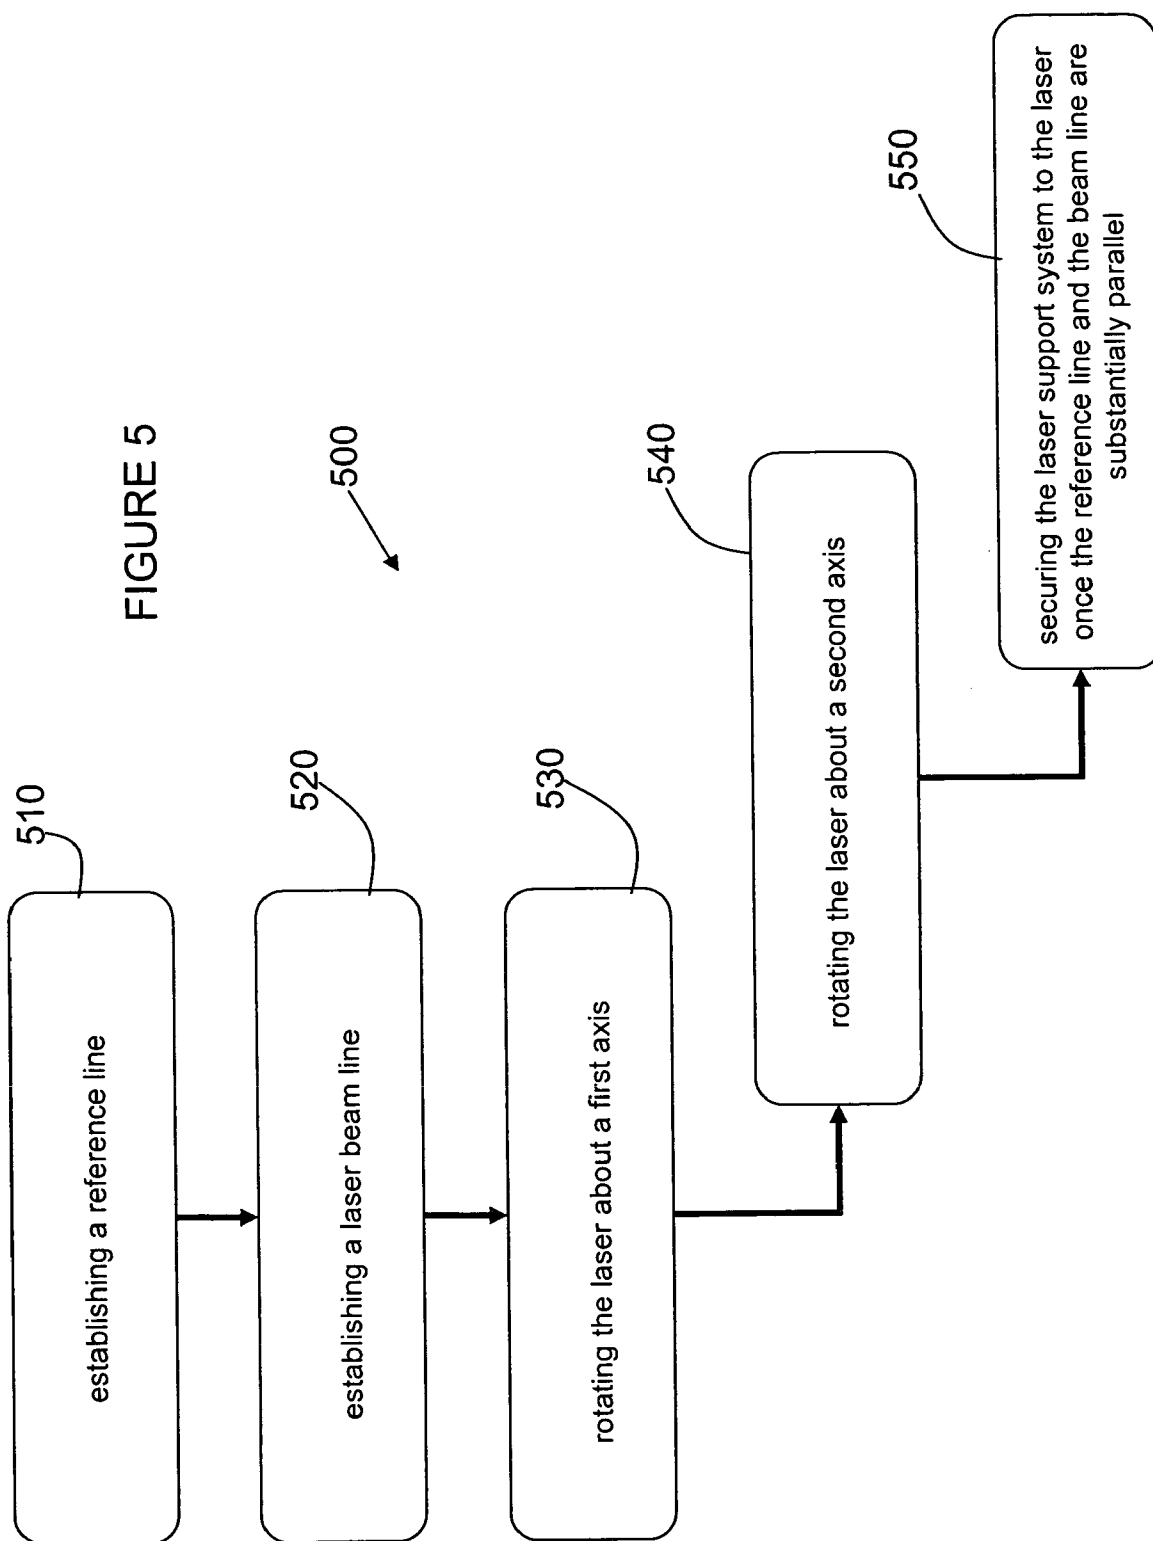 FIGURE 5
500
510
establishing a reference line
520
establishing a laser beam line
530
rotating the laser about a first axis
540
rotating the laser about a second axis
550
securing the laser support system to the laser
once the reference line and the beam line are
substantially parallel